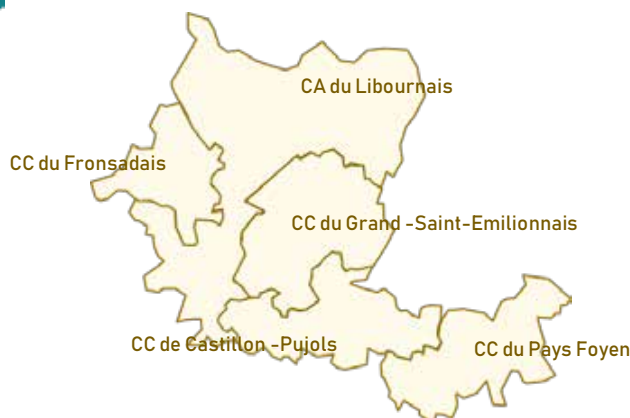 CA du Libournais
CC du Fronsadais
CC du Grand -Saint-Emilionnais
CC de Castillon -Pujols
CC du Pays Foyen